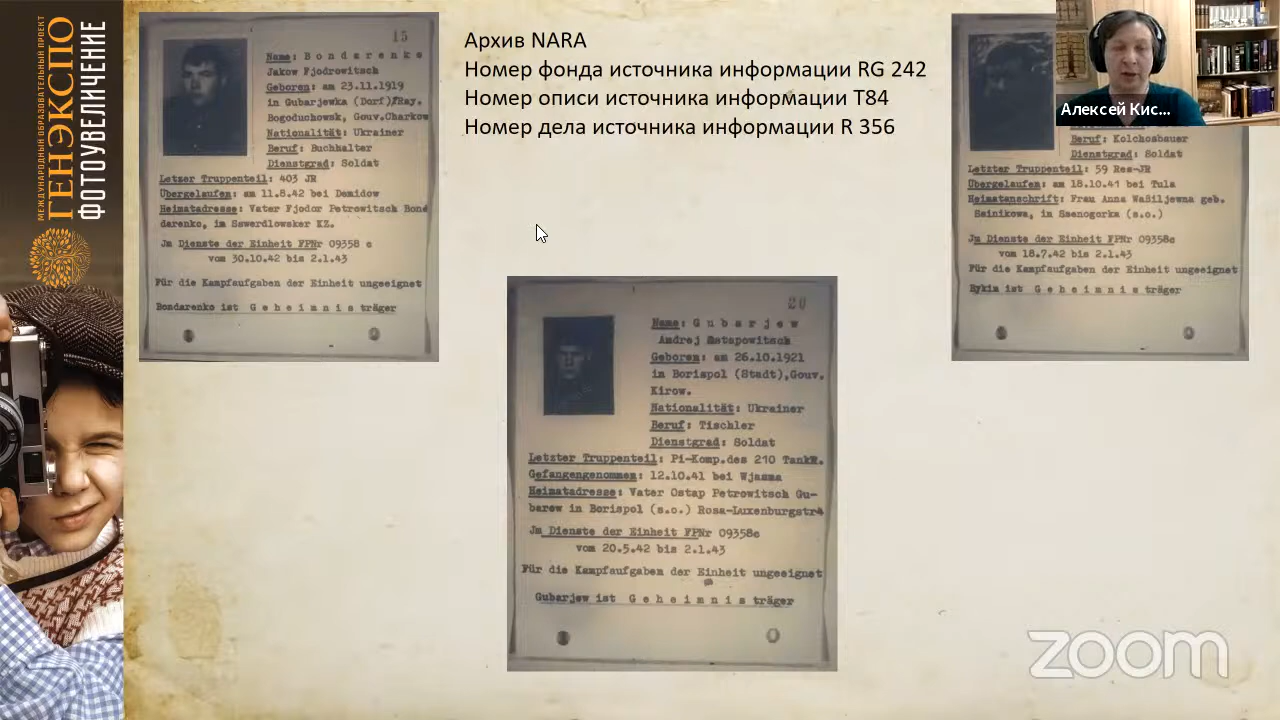 МЕЖДУНАРОДНЫЙ ОБРАЗОВАТЕЛЬНЫЙ ПРОЕКТ
ГЕНЭКСПО
ФОТОУВЕЛИЧЕНИЕ
15
Name: Bondarenko
Jakow Fjodrowitsch
Geboren: am 23.11.1919
in Gubarjewka (Dorf)/Ray.
Bogoduchowsk, Gouv.Charkow
Nationalität: Ukrainer
Beruf: Buchhalter
Dienstgrad: Soldat
Letzer Truppenteil: 403 JR
Übergelaufen: am 11.8.42 bei Demidow
Heimatadresse: Vater Fjodor Petrowitsch Bond
darenko, im Sswerdlowsker KZ.
Jm Dienste der Einheit FPNr 09358 c
vom 30.10.42 bis 2.1.43
Für die Kampfaufgaben der Einheit ungeeignet
Bondarenko ist Geheimnisträger
Архив NARA
Номер фонда источника информации RG 242
Номер описи источника информации T84
Номер дела источника информации R 356
20
Name: Gubarjew
Andrej Ostapowitsch
Geboren: am 26.10.1921
in Borispol (Stadt),Gouv.
Kirow.
Nationalität: Ukrainer
Beruf: Tischler
Dienstgrad: Soldat
Letzter Truppenteil: Pi-Komp.des 210 TankR.
Gefangengenommen: 12.10.41 bei Wjasma
Heimatadresse: Vater Ostap Petrowitsch Gu-
barew in Borispol (s.o.) Rosa-Luxenburgstr4
Jm Dienste der Einheit FPNr 09358c
vom 20.5.42 bis 2.1.43
Für die Kampfaufgaben der Einheit ungeeignet
Gubarjew ist Geheimnisträger
Алексей Кис...
Beruf: Kolchosbauer
Dienstgrad: Soldat
Letzter Truppenteil: 59 Res-JR
Übergelaufen: am 18.10.41 bei Tula
Heimatanschrift: Frau Anna Wasiljewna geb.
in Ssenogorka (s.o.)
Jm Dienste der Einheit FPNr 09358c
vom 18.7.42 bis 2.1.43
Für die Kampfaufgaben der Einheit ungeeignet
Rykim ist Geheimnisträger
zoom